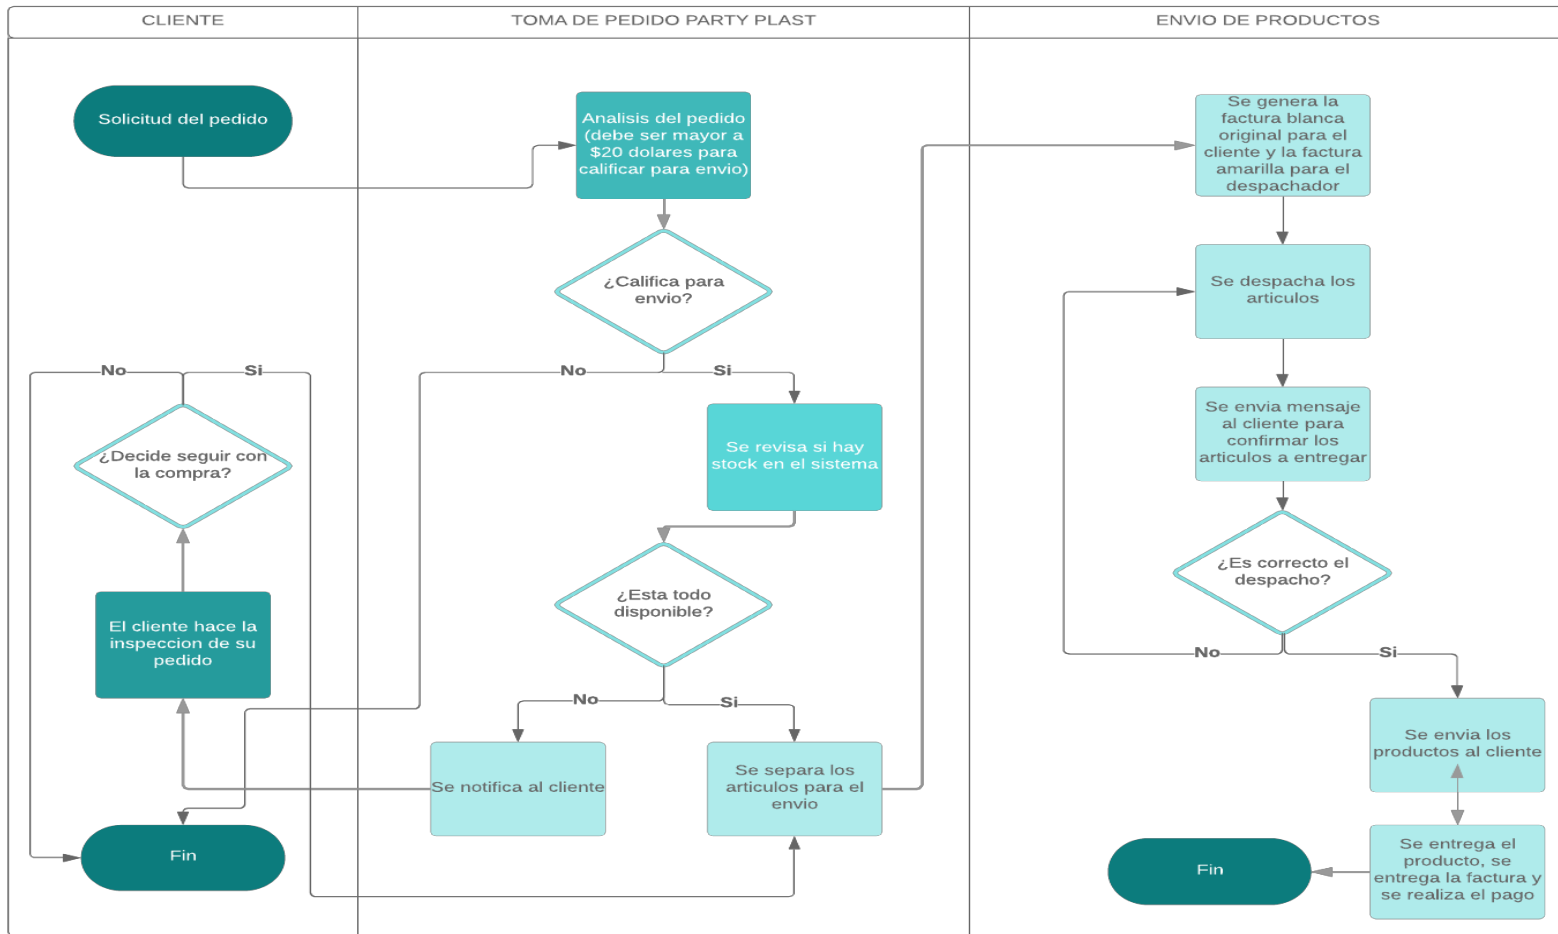 CLIENTE
TOMA DE PEDIDO PARTY PLAST
ENVIO DE PRODUCTOS
Solicitud del pedido
Analisis del pedido
(debe ser mayor a
$20 dolares para
calificar para envio)
¿Califica para
envio?
No
Si
Se revisa si hay
stock en el sistema
¿Esta todo
disponible?
No
Si
Se notifica al cliente
Se separa los
articulos para el
envio
No
Si
¿Decide seguir con
la compra?
El cliente hace la
inspeccion de su
pedido
Fin
Se genera la
factura blanca
original para el
cliente y la factura
amarilla para el
despachador
Se despacha los
articulos
Se envia mensaje
al cliente para
confirmar los
articulos a entregar
¿Es correcto el
despacho?
No
Si
Se envia los
productos al cliente
Se entrega el
producto, se
entrega la factura y
se realiza el pago
Fin